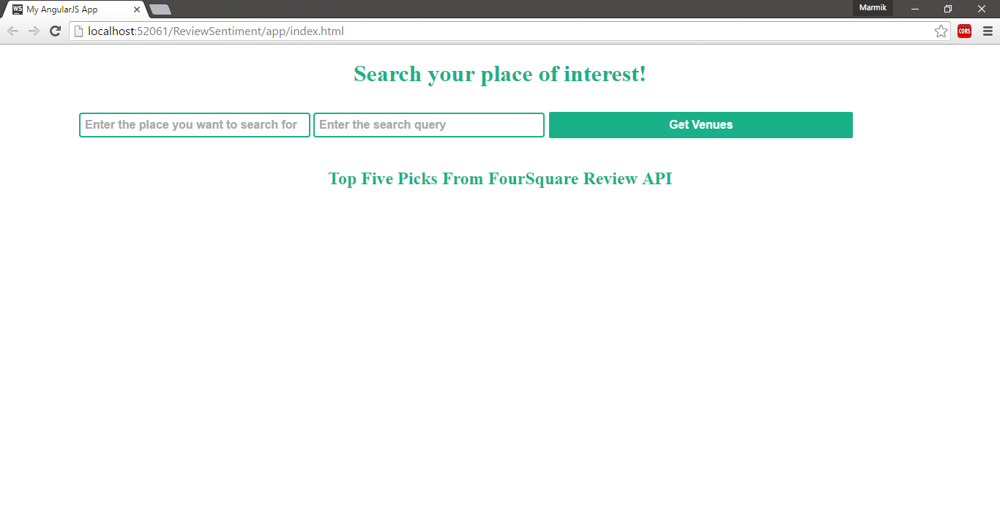 WS My AngularJS App
Marmik
localhost:52061/ReviewSentiment/app/index.html
CORS
Search your place of interest!
Enter the place you want to search for
Enter the search query
Get Venues
Top Five Picks From FourSquare Review API